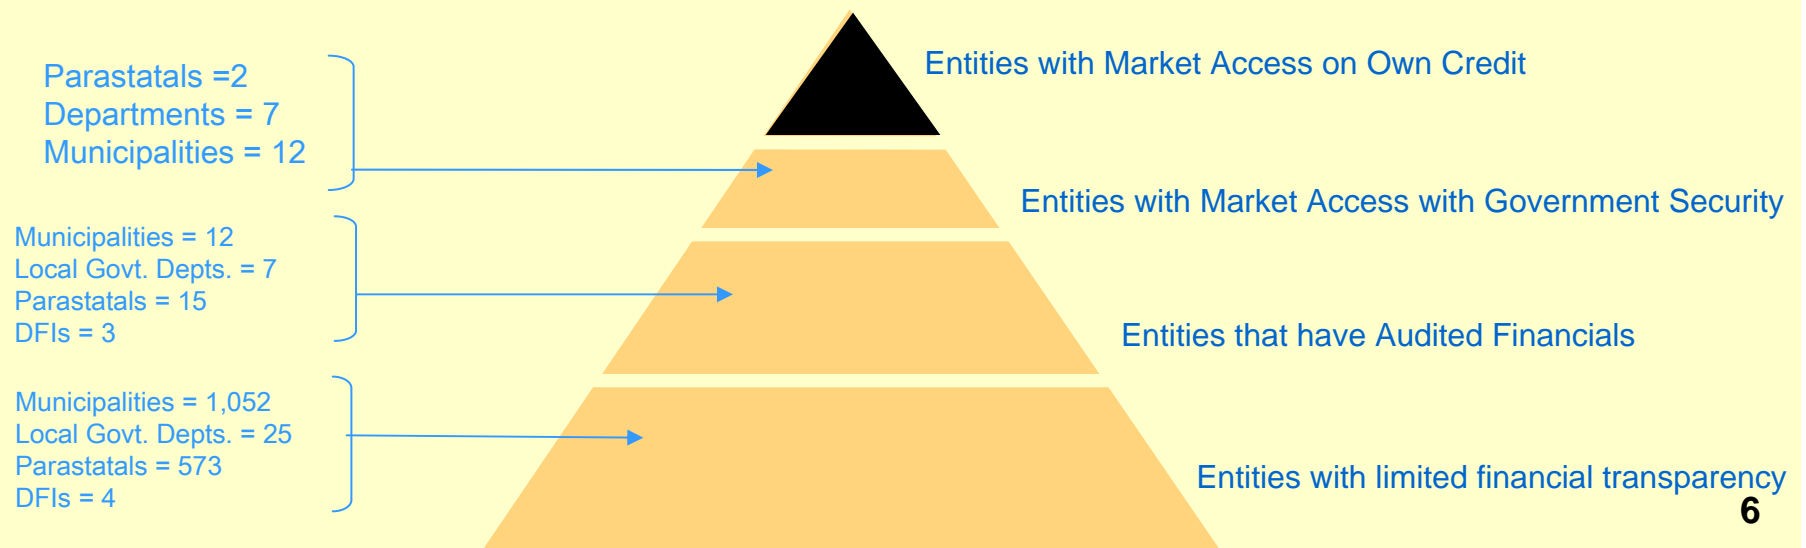 Entities with Market Access on Own Credit
Parastatals =2
Departments = 7
Municipalities = 12
Entities with Market Access with Government Security
Municipalities = 12
Local Govt. Depts. = 7
Parastatals = 15
DFIs = 3
Entities that have Audited Financials
Municipalities = 1,052
Local Govt. Depts. = 25
Parastatals = 573
DFIs = 4
Entities with limited financial transparency
6